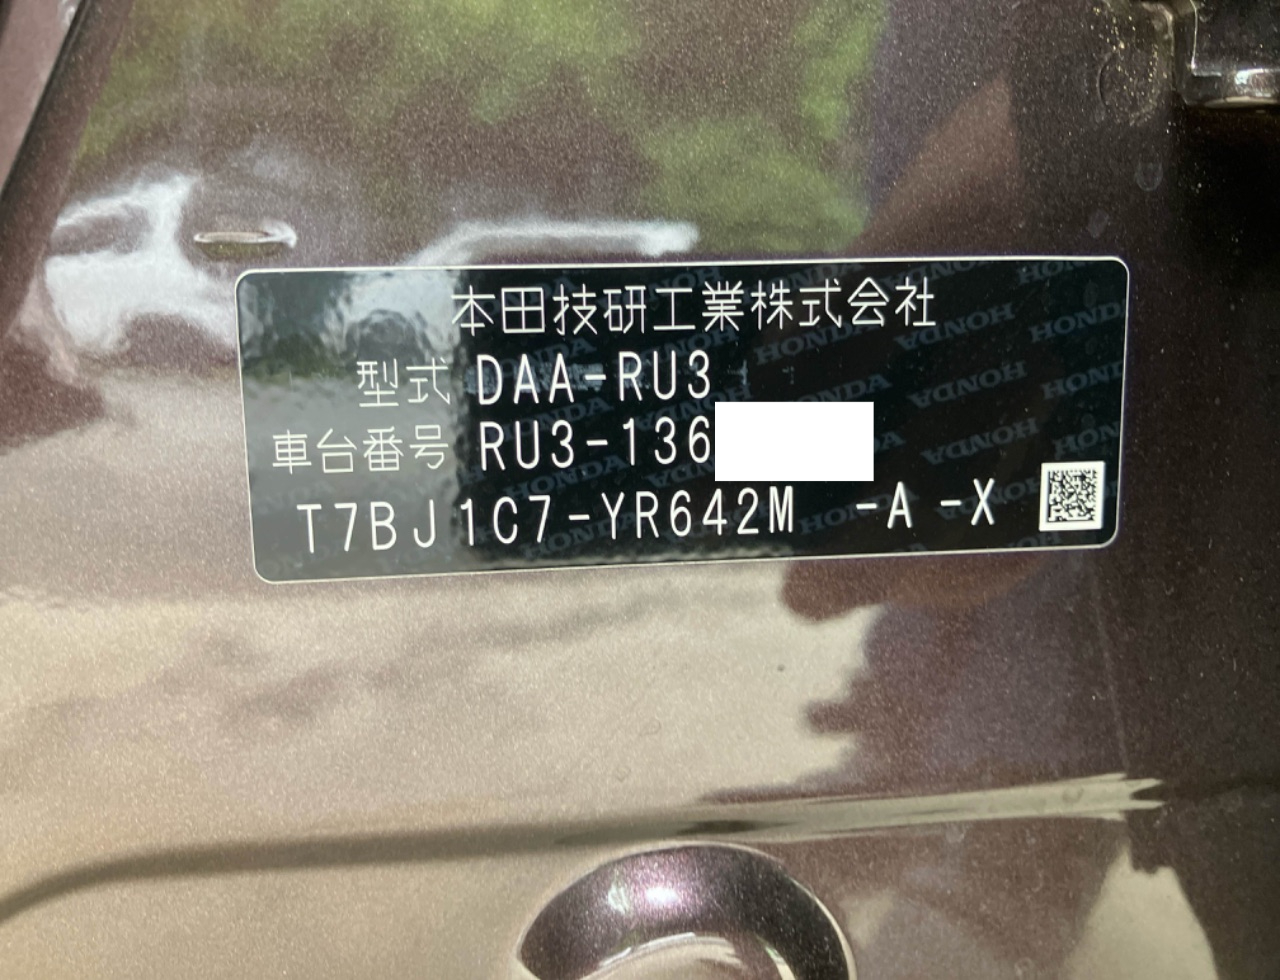 本田技研工業株式会社
型式 DAA-RU3
車台番号 RU3-136
T7BJ1C7-YR642M -A -X